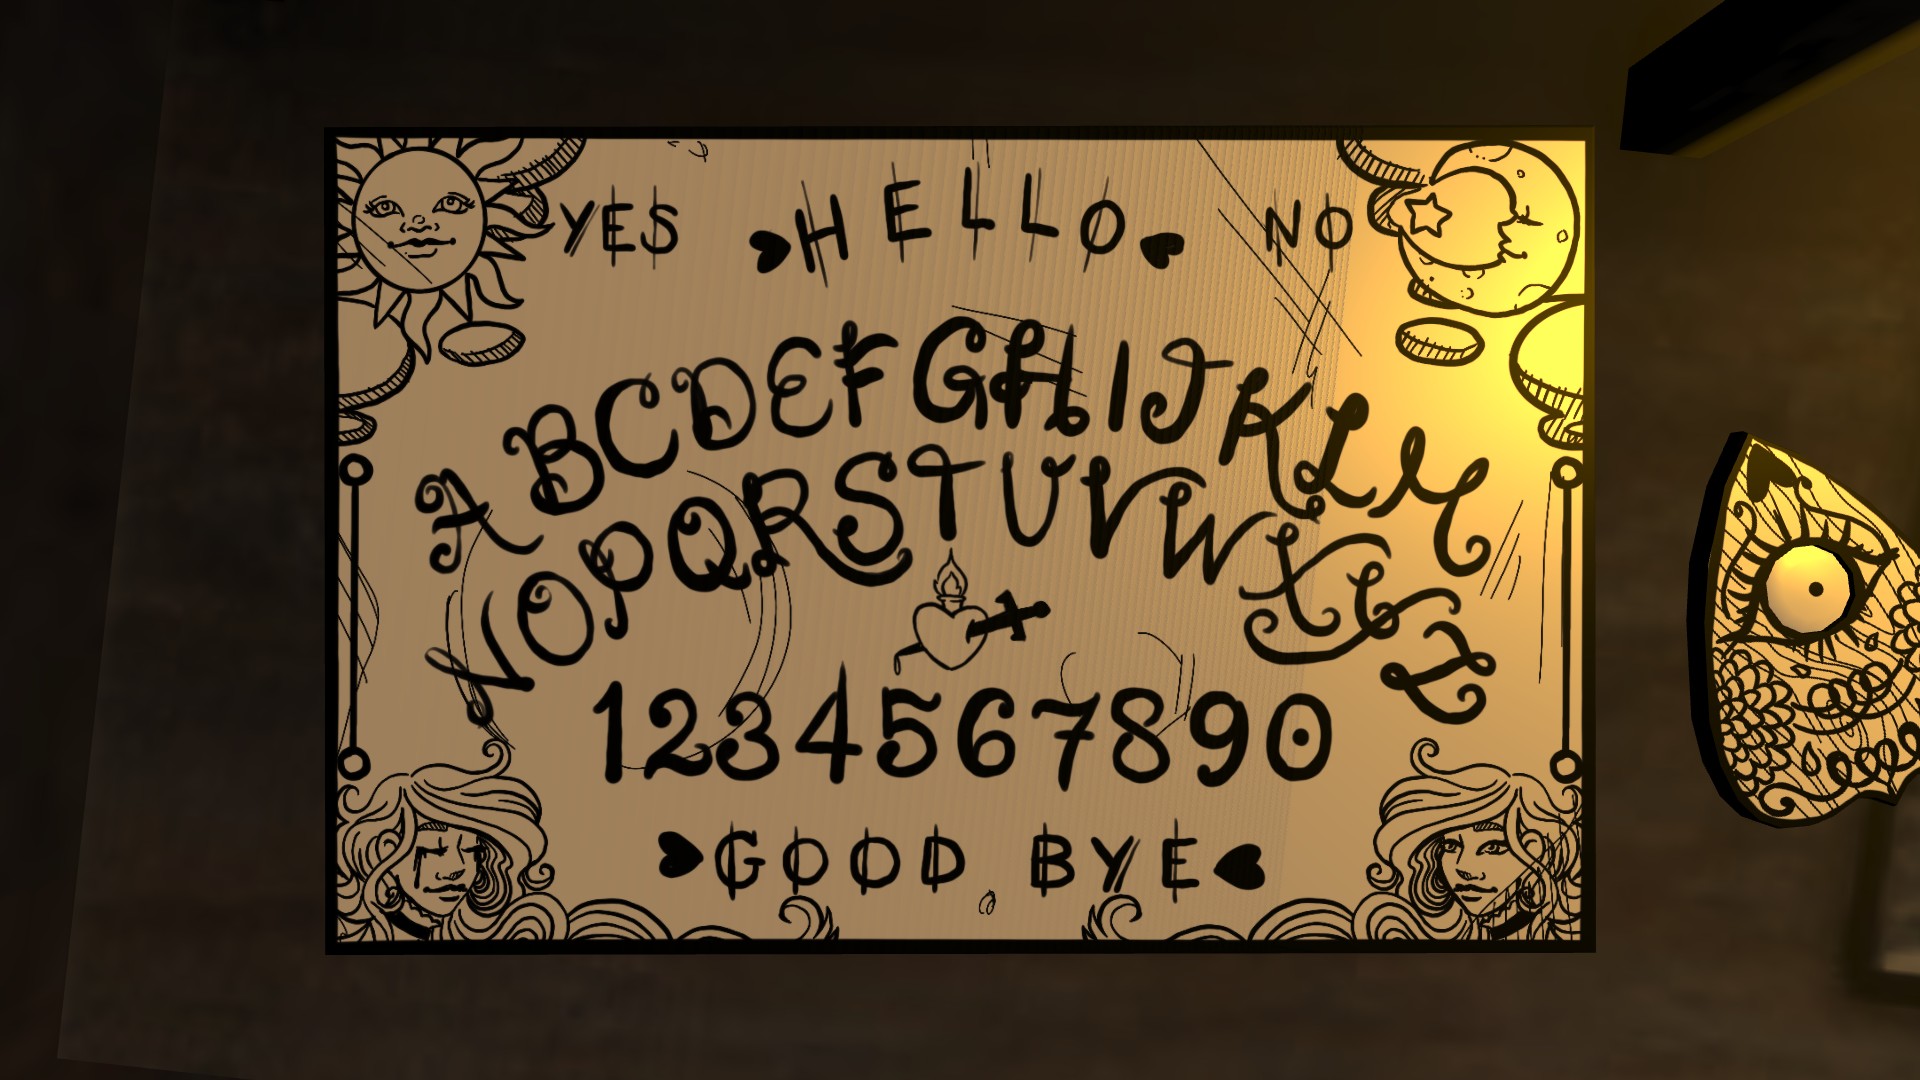 YES HELLO NO
ABCDEFGHIJKLM
NOPQRSTUVWXYZ
1234567890
GOOD BYE